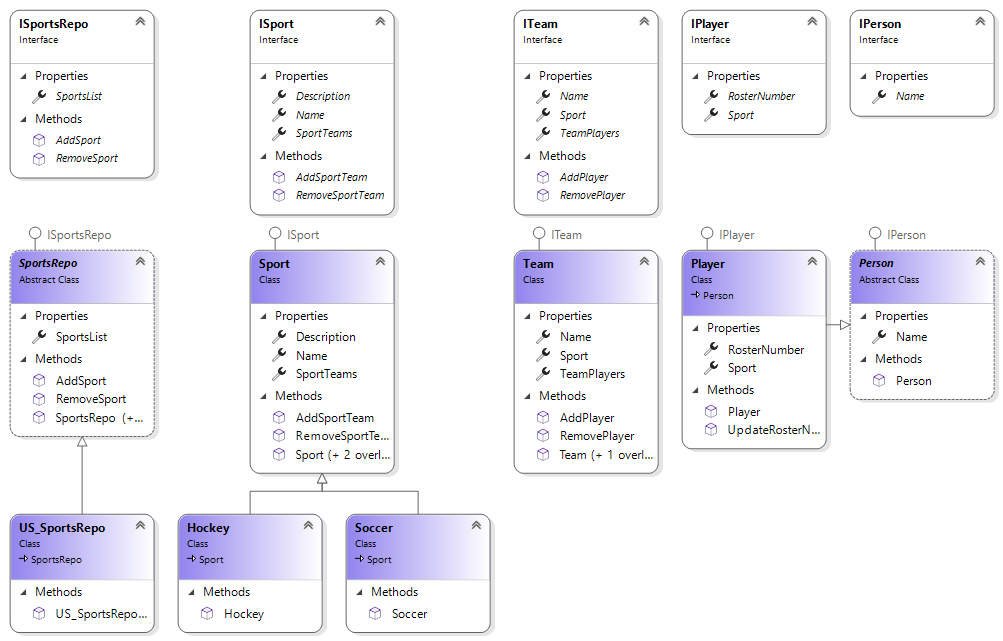 ISportsRepo
Interface
Properties
SportsList
Methods
AddSport
RemoveSport
ISport
Interface
Properties
Description
Name
SportTeams
Methods
AddSportTeam
RemoveSportTeam
ITeam
Interface
Properties
Name
Sport
TeamPlayers
Methods
AddPlayer
RemovePlayer
IPlayer
Interface
Properties
RosterNumber
Sport
IPerson
Interface
Properties
Name
ISportsRepo
SportsRepo
Abstract Class
Properties
SportsList
Methods
AddSport
RemoveSport
SportsRepo (+...
ISport
Sport
Class
Properties
Description
Name
SportTeams
Methods
AddSportTeam
RemoveSportTe...
Sport (+ 2 overl...
ITeam
Team
Class
Properties
Name
Sport
TeamPlayers
Methods
AddPlayer
RemovePlayer
Team (+ 1 overl...
IPlayer
Player
Class
Person
Properties
RosterNumber
Sport
Methods
Player
UpdateRosterN...
IPerson
Person
Abstract Class
Properties
Name
Methods
Person
US_SportsRepo
Class
SportsRepo
Methods
US_SportsRepo...
Hockey
Class
Sport
Methods
Hockey
Soccer
Class
Sport
Methods
Soccer